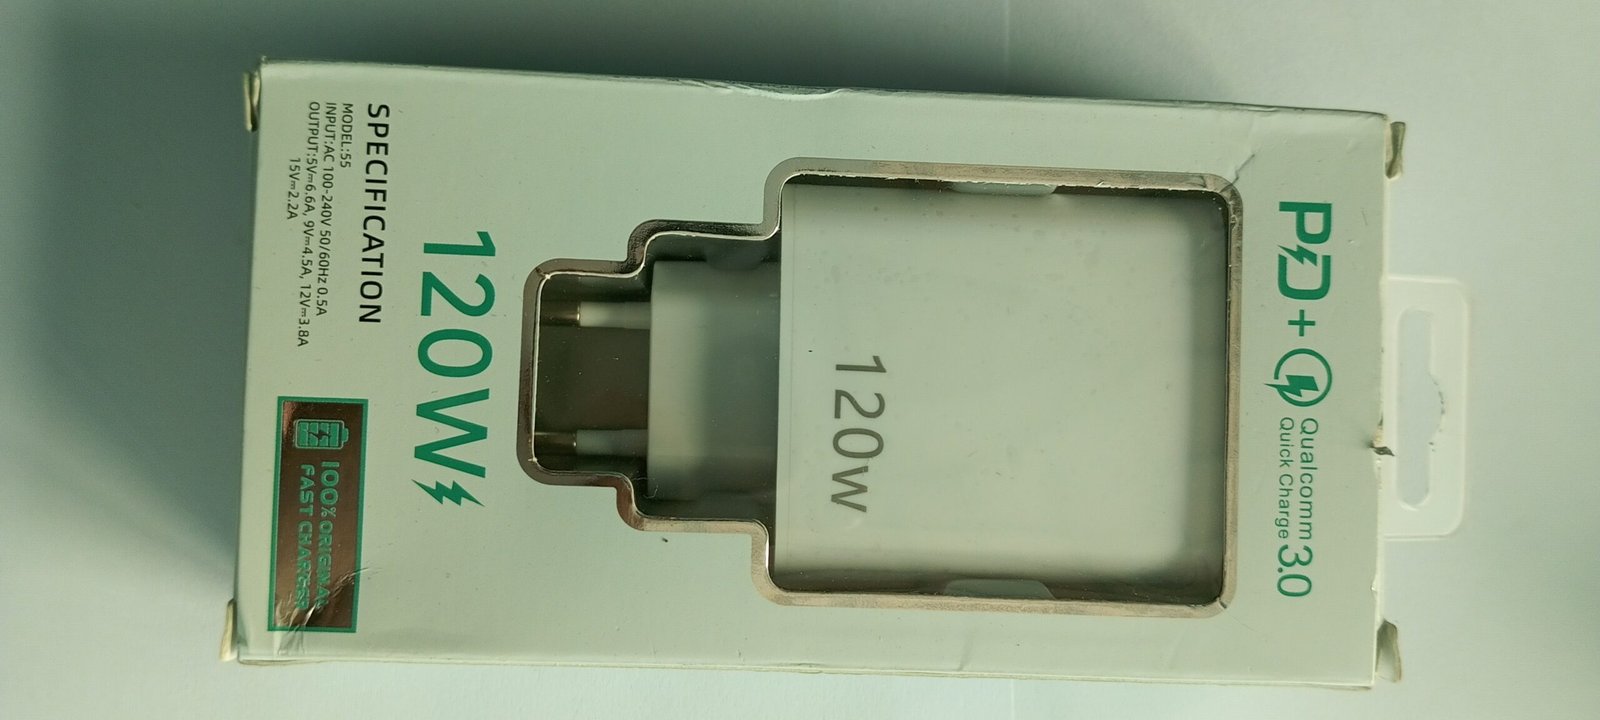 PD+ Qualcomm 3.0
Quick Charge
120W
120W
SPECIFICATION
MODEL:55
INPUT:AC 100-240V 50/60Hz 0.5A
OUTPUT:5V⎓6.6A, 9V⎓4.5A, 12V⎓3.8A
15V⎓2.2A
100% ORIGINAL
FAST CHARGER